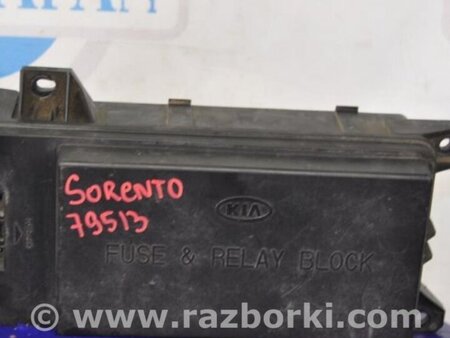 SORENTO
79513
KIA
FUSE & RELAY BLOCK
www.razborki.com